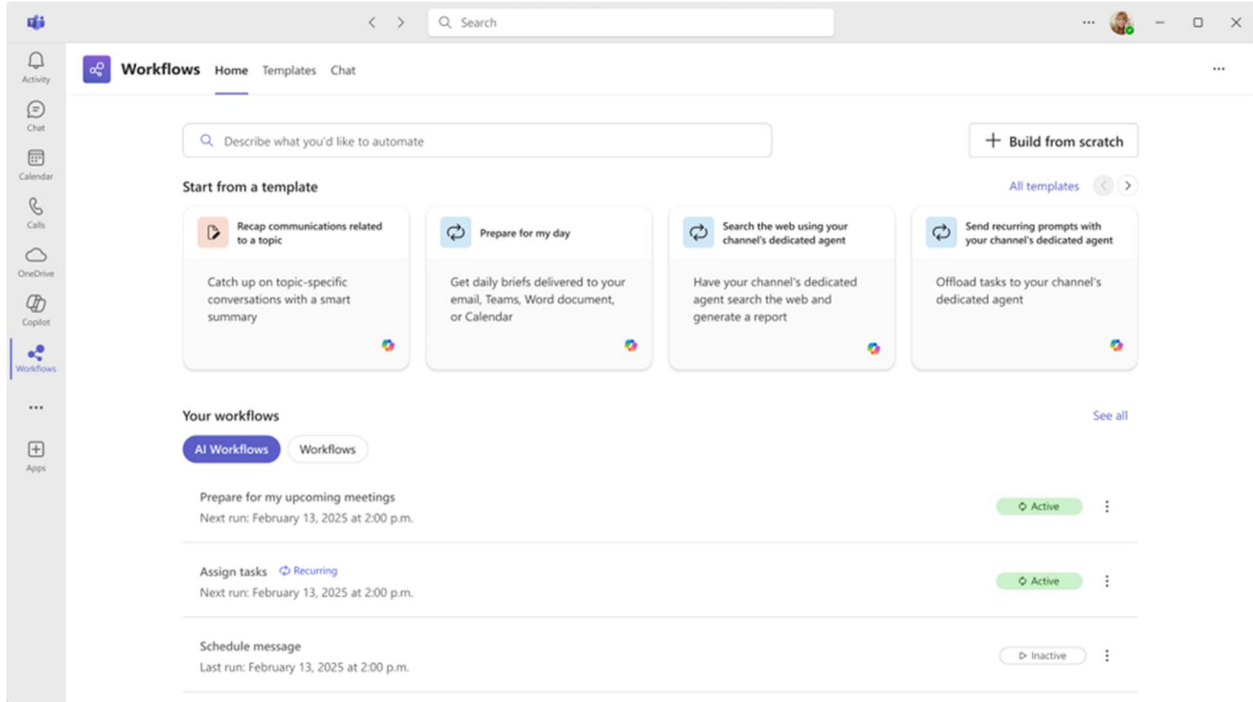 Search
Activity
Chat
Calendar
Calls
OneDrive
Copilot
Workflows
Apps
Workflows
Home
Templates
Chat
Describe what you'd like to automate
Build from scratch
Start from a template
All templates
Recap communications related
to a topic
Catch up on topic-specific
conversations with a smart
summary
Prepare for my day
Get daily briefs delivered to your
email, Teams, Word document,
or Calendar
Search the web using your
channel's dedicated agent
Have your channel's dedicated
agent search the web and
generate a report
Send recurring prompts with
your channel's dedicated agent
Offload tasks to your channel's
dedicated agent
Your workflows
See all
AI Workflows
Workflows
Prepare for my upcoming meetings
Next run: February 13, 2025 at 2:00 p.m.
Active
Assign tasks
Recurring
Next run: February 13, 2025 at 2:00 p.m.
Active
Schedule message
Last run: February 13, 2025 at 2:00 p.m.
Inactive